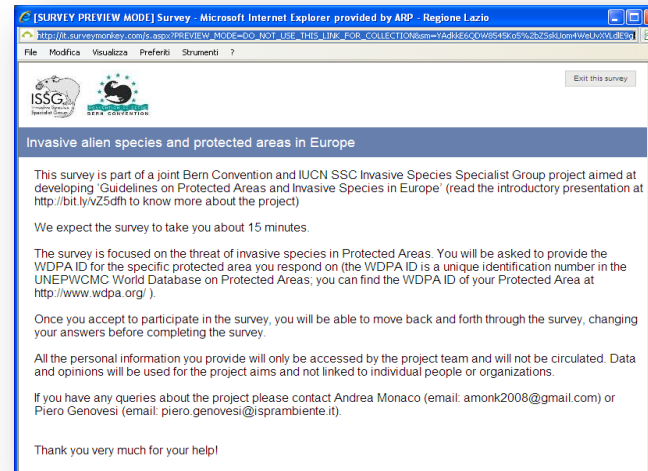 [SURVEY PREVIEW MODE] Survey - Microsoft Internet Explorer provided by ARP - Regione Lazio
http://it.surveymonkey.com/s.aspx?PREVIEW_MODE=DO_NOT_USE_THIS_LINK_FOR_COLLECTION&sm=
File Modifica Visualizza Preferiti Strumenti ?
Exit this survey
ISSG
Invasive Species
Specialist Group
BERN CONVENTION
Invasive alien species and protected areas in Europe
This survey is part of a joint Bern Convention and IUCN SSC Invasive Species Specialist Group project aimed at
developing 'Guidelines on Protected Areas and Invasive Species in Europe' (read the introductory presentation at
http://bit.ly/vZ5dfh to know more about the project)
We expect the survey to take you about 15 minutes.
The survey is focused on the threat of invasive species in Protected Areas. You will be asked to provide the
WDPA ID for the specific protected area you respond on (the WDPA ID is a unique identification number in the
UNEPWCMC World Database on Protected Areas; you can find the WDPA ID of your Protected Area at
http://www.wdpa.org/ ).
Once you accept to participate in the survey, you will be able to move back and forth through the survey, changing
your answers before completing the survey.
All the personal information you provide will only be accessed by the project team and will not be circulated. Data
and opinions will be used for the project aims and not linked to individual people or organizations.
If you have any queries about the project please contact Andrea Monaco (email: amonk2008@gmail.com) or
Piero Genovesi (email: piero.genovesi@isprambiente.it).
Thank you very much for your help!